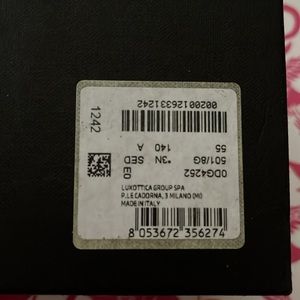 1242
0020012633 1242
55
140 A
501/8G
*3N SED
0DG4252
E0
LUXOTTICA GROUP SPA
P.LE CADORNA, 3 MILANO (MI)
MADE IN ITALY
8 053672 356274